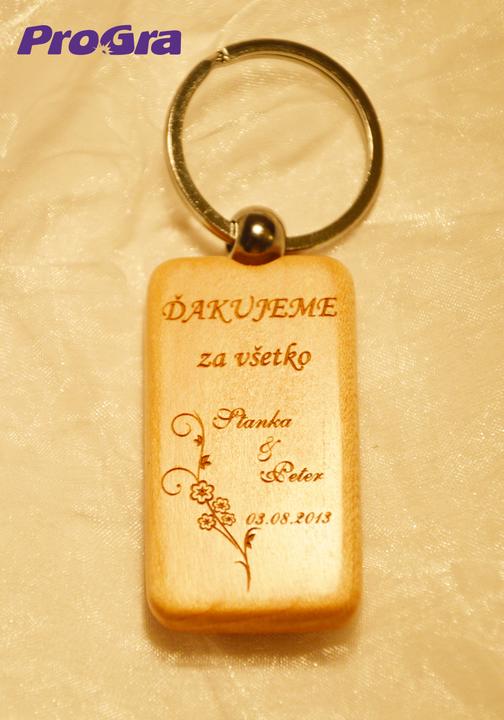 ProGra
ĎAKUJEME
za všetko
Stanka
&
Peter
03.08.2013